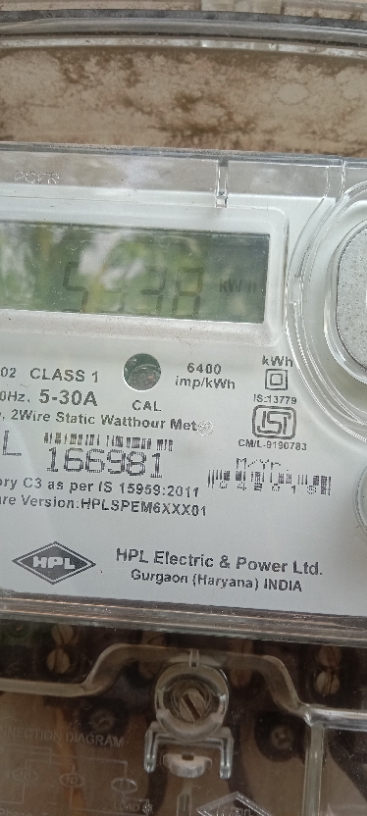 kWh
02 CLASS 1
6400
imp/kWh
kWh
0Hz. 5-30A
CAL
IS:13779
, 2Wire Static Watthour Met
CM/L-9190783
L 166981
M/Yr.
ory C3 as per IS 15959:2011
are Version:HPLSPEM6XXX01
HPL
HPL Electric & Power Ltd.
Gurgaon (Haryana) INDIA
NNECTION DIAGRAM